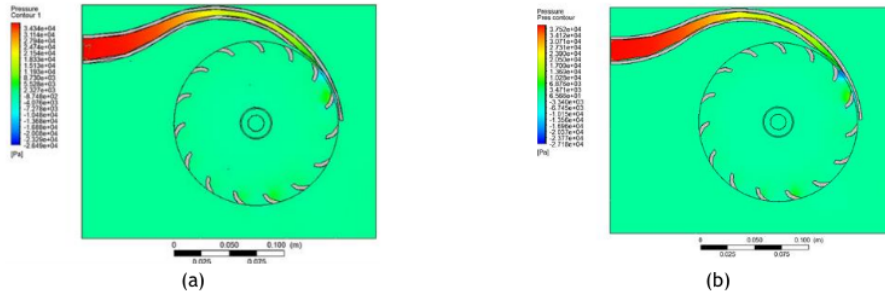 Pressure
Contour 1
3.434e+04
3.114e+04
2.794e+04
2.474e+04
2.154e+04
1.833e+04
1.513e+04
1.193e+04
8.730e+03
5.528e+03
2.327e+03
-8.748e+02
-4.076e+03
-7.278e+03
-1.048e+04
-1.368e+04
-1.688e+04
-2.008e+04
-2.329e+04
-2.649e+04
[Pa]
0 0.050 0.100 (m)
0.025 0.075
(a)
Pressure
Pres contour
3.752e+04
3.412e+04
3.071e+04
2.731e+04
2.390e+04
2.050e+04
1.709e+04
1.369e+04
1.028e+04
6.876e+03
3.471e+03
6.568e+01
-3.340e+03
-6.745e+03
-1.015e+04
-1.356e+04
-1.696e+04
-2.037e+04
-2.377e+04
-2.718e+04
[Pa]
0 0.050 0.100 (m)
0.025 0.075
(b)